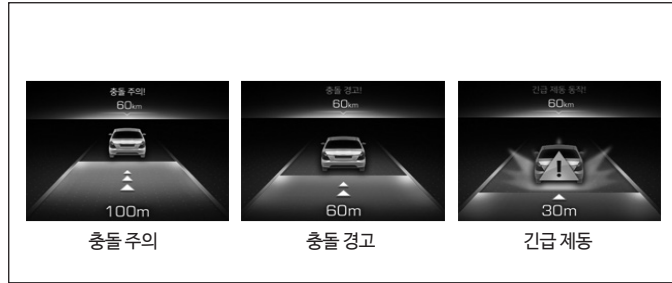 충돌 주의!
60km
100m
충돌 주의
충돌 경고!
60km
60m
충돌 경고
긴급 제동 동작!
60km
30m
긴급 제동